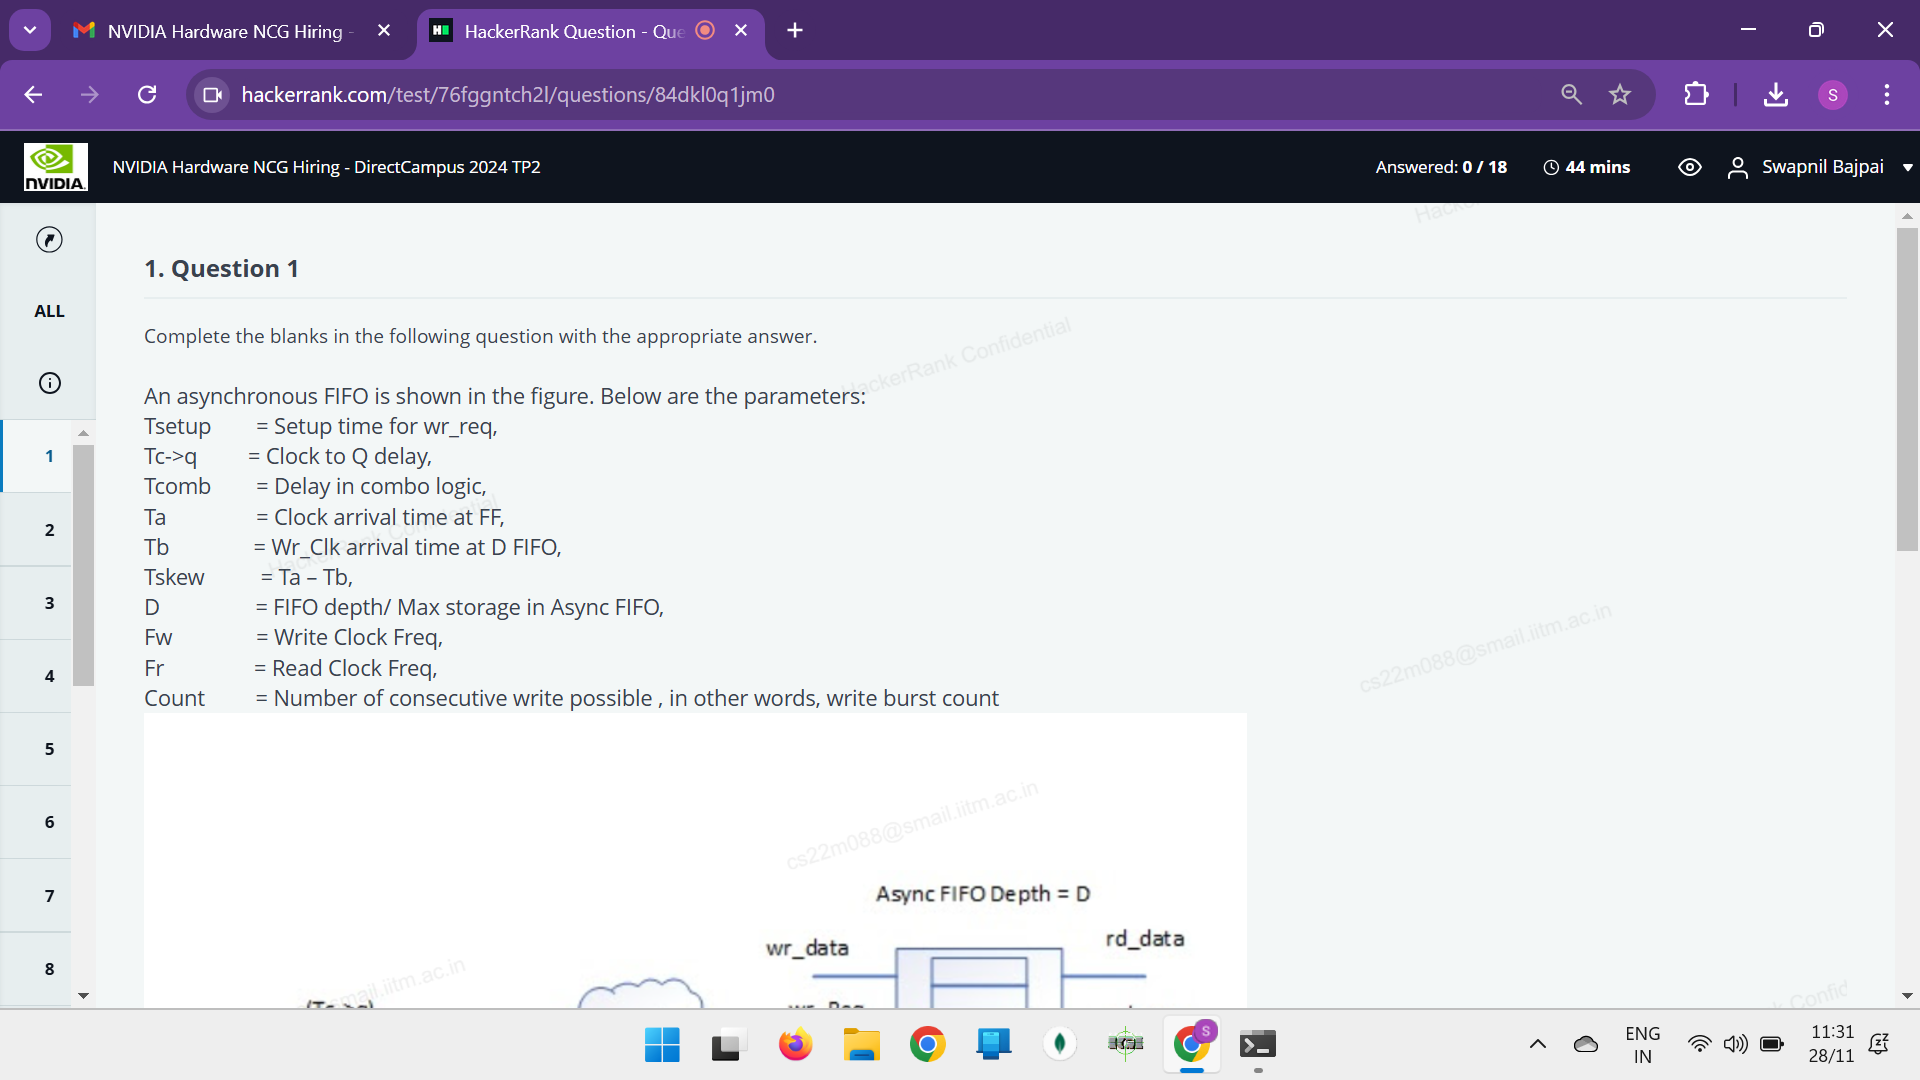 NVIDIA Hardware NCG Hiring -
HackerRank Question - Que
hackerrank.com/test/76fggntch2l/questions/84dkl0q1jm0
S
NVIDIA
NVIDIA Hardware NCG Hiring - DirectCampus 2024 TP2
Answered: 0 / 18
44 mins
Swapnil Bajpai
ALL
1
2
3
4
5
6
7
8
1. Question 1
Complete the blanks in the following question with the appropriate answer.
An asynchronous FIFO is shown in the figure. Below are the parameters:
Tsetup = Setup time for wr_req,
Tc->q = Clock to Q delay,
Tcomb = Delay in combo logic,
Ta = Clock arrival time at FF,
Tb = Wr_Clk arrival time at D FIFO,
Tskew = Ta – Tb,
D = FIFO depth/ Max storage in Async FIFO,
Fw = Write Clock Freq,
Fr = Read Clock Freq,
Count = Number of consecutive write possible , in other words, write burst count
HackerRank Confidential
cs22m088@smail.iitm.ac.in
cs22m088@smail.iitm.ac.in
Async FIFO Depth = D
wr_data
rd_data
S
ENG
IN
11:31
28/11